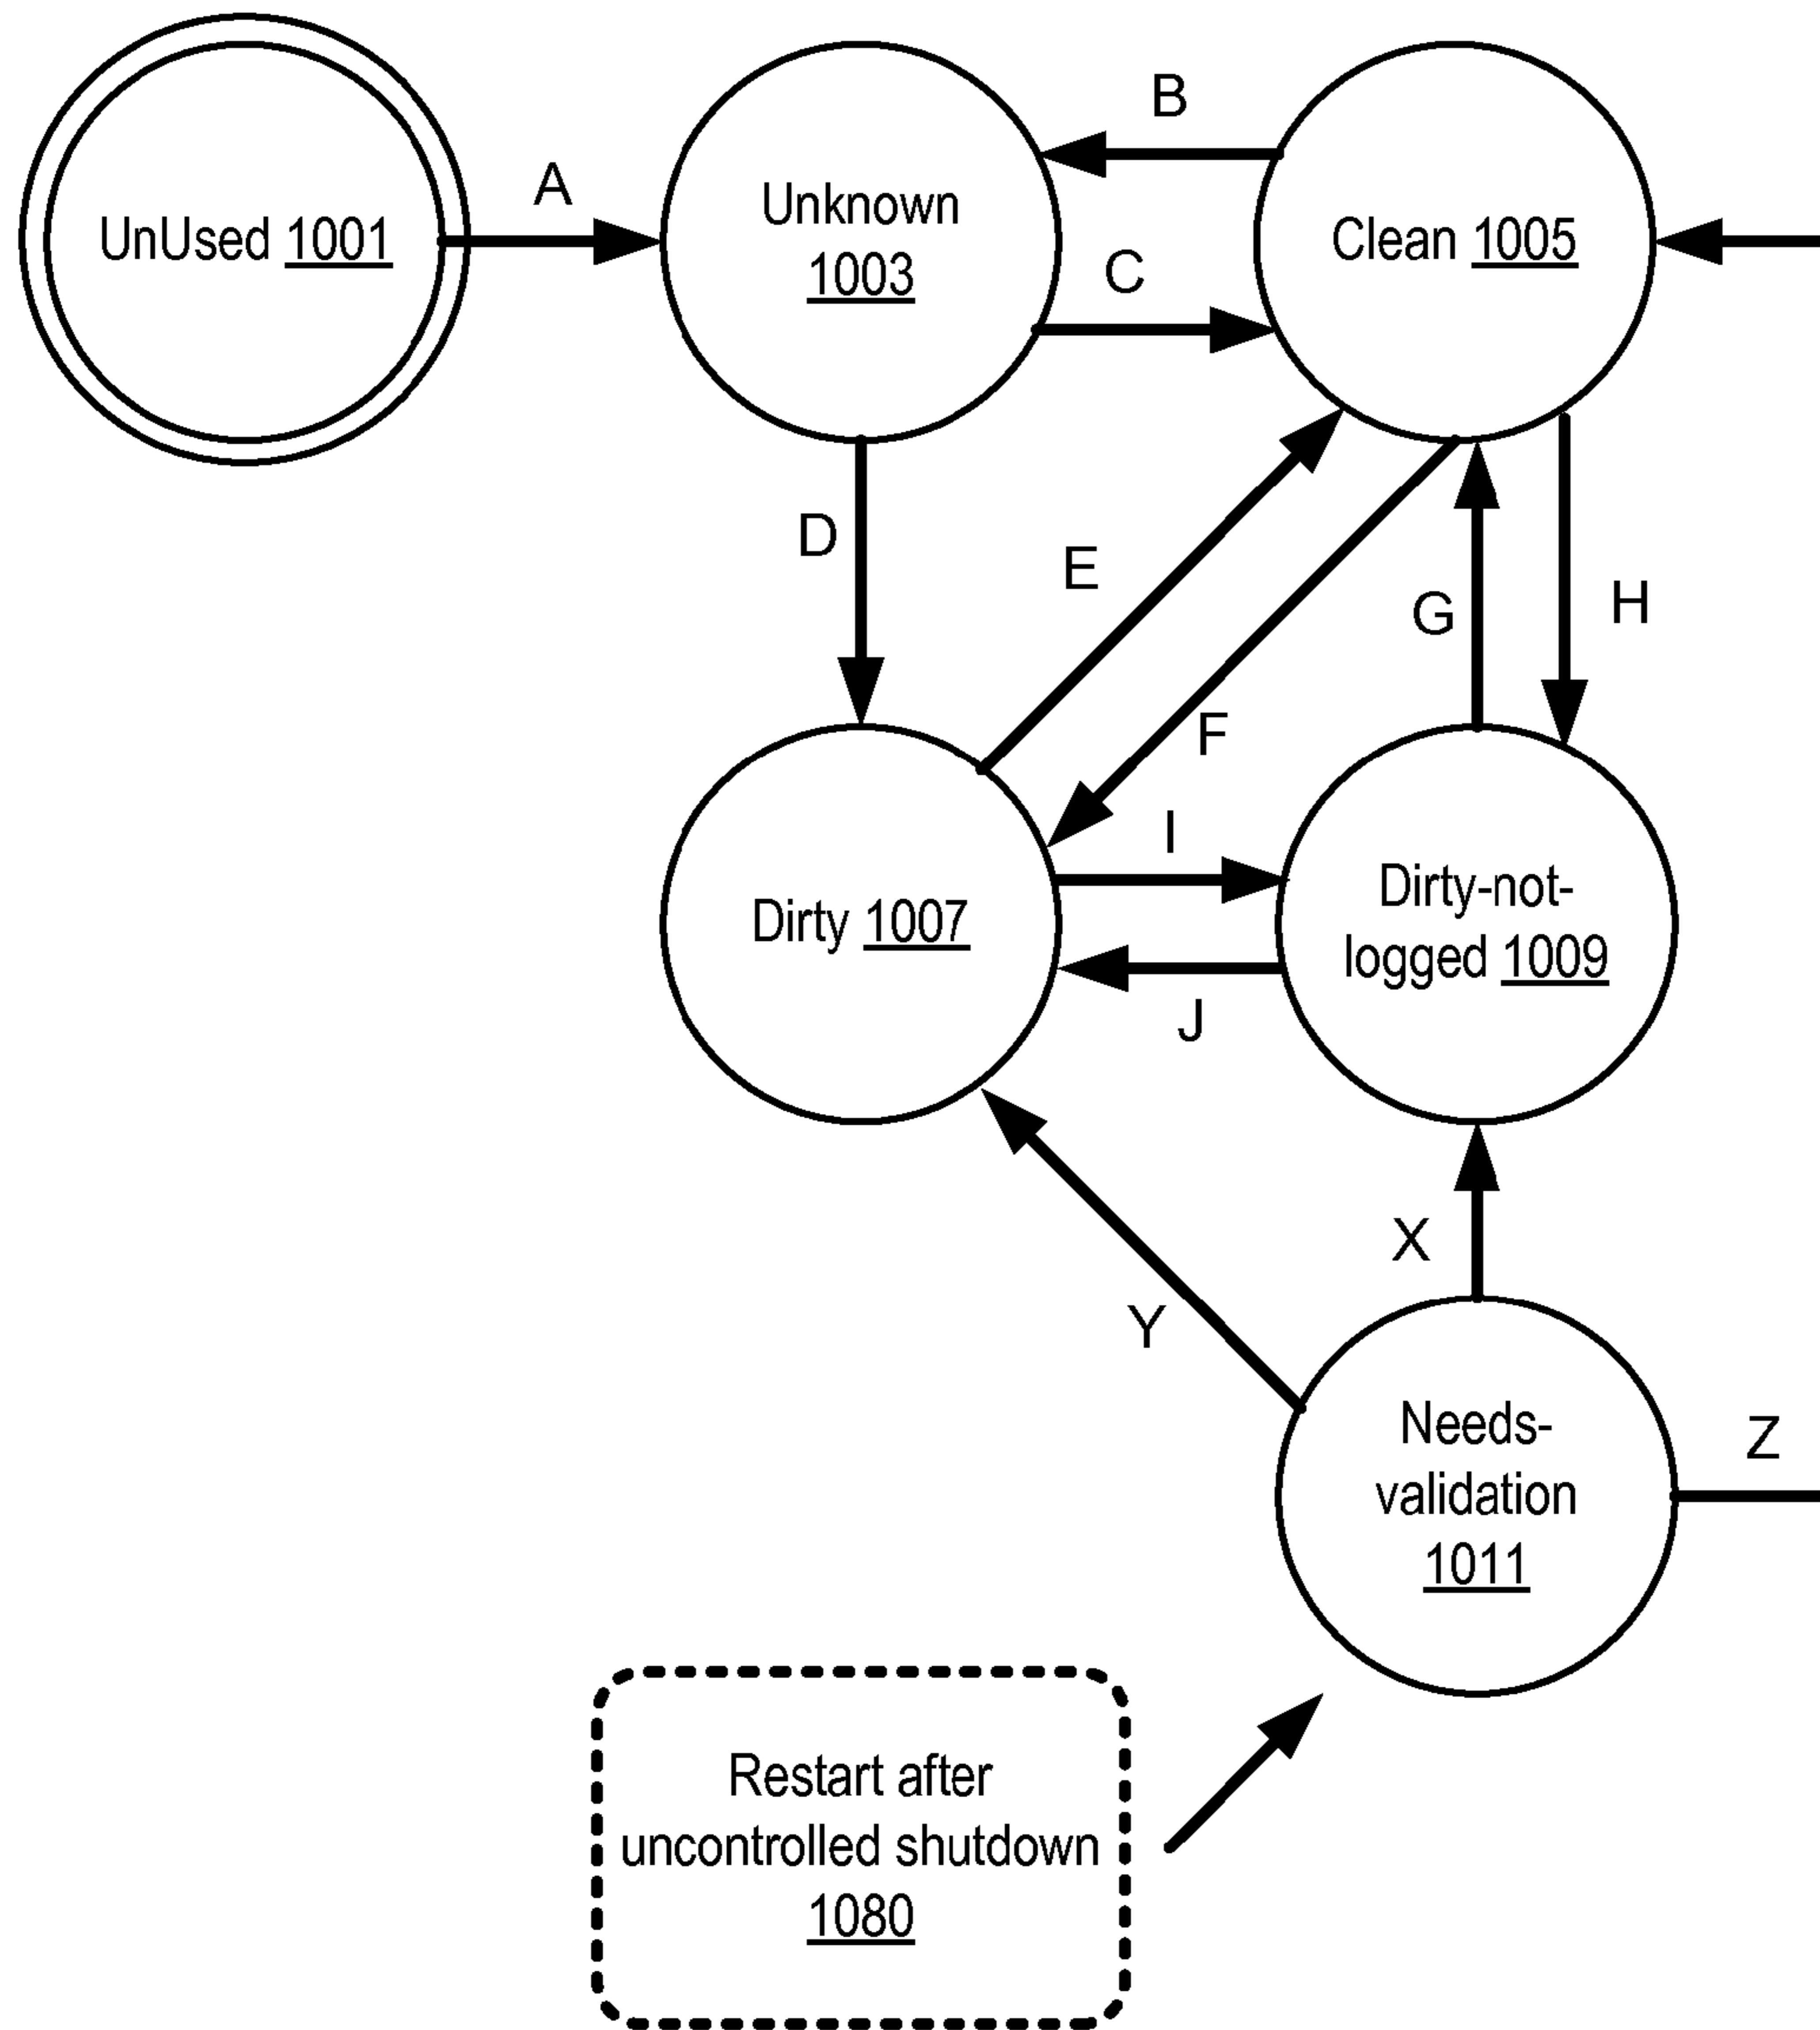 B
A
UnUsed 1001
Unknown
1003
Clean 1005
C
D
E
G
H
F
I
Dirty 1007
Dirty-not-
logged 1009
J
X
Y
Needs-
validation
1011
Z
Restart after
uncontrolled shutdown
1080